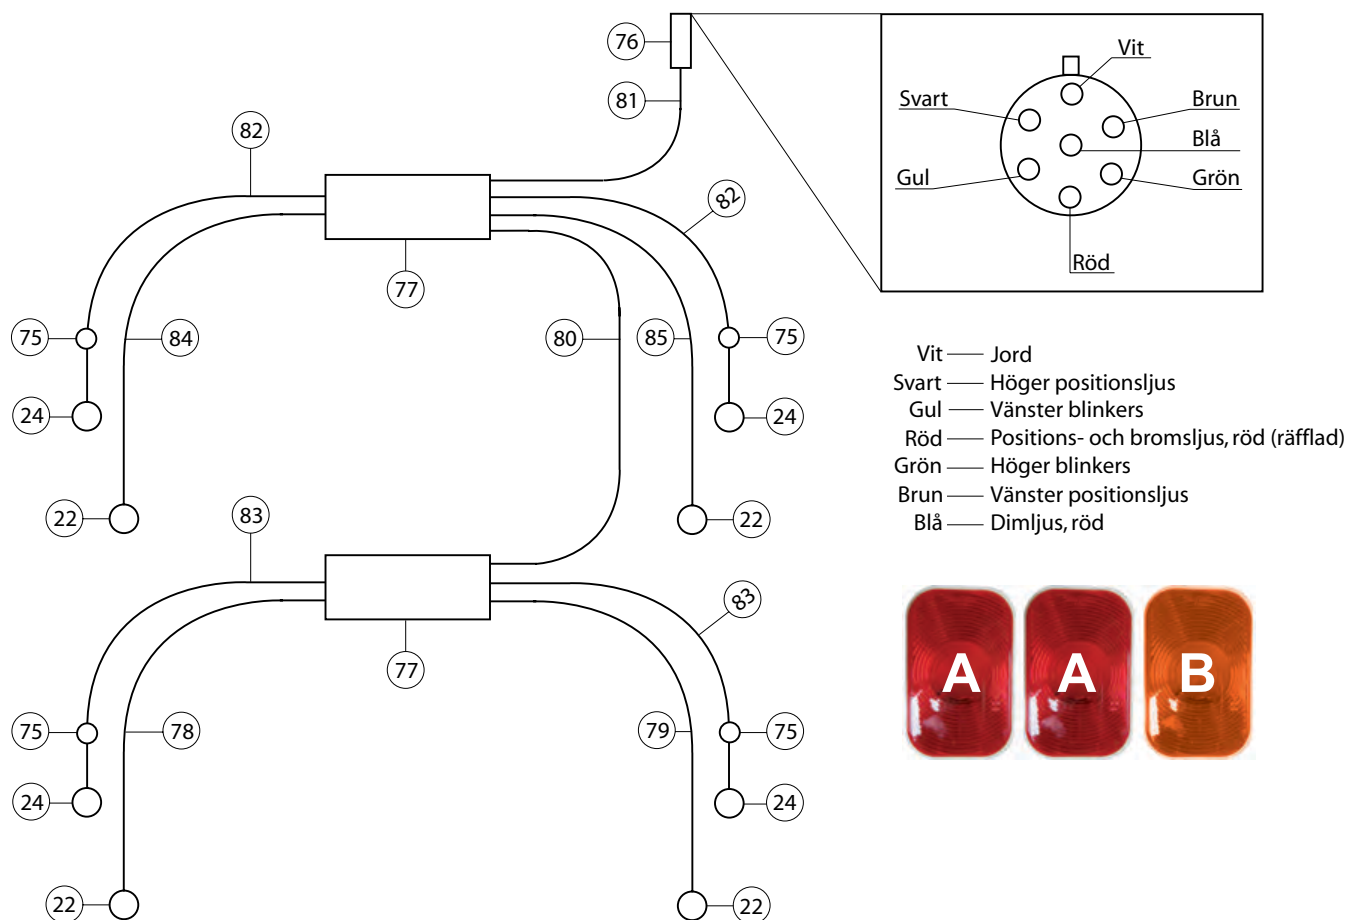 76
81
82
82
77
75
84
80
85
75
24
24
22
22
83
83
77
75
78
79
75
24
24
22
22
Vit
Svart
Brun
Blå
Gul
Grön
Röd
Vit Jord
Svart Höger positionsljus
Gul Vänster blinkers
Röd Positions- och bromsljus, röd (räfflad)
Grön Höger blinkers
Brun Vänster positionsljus
Blå Dimljus, röd
A A B